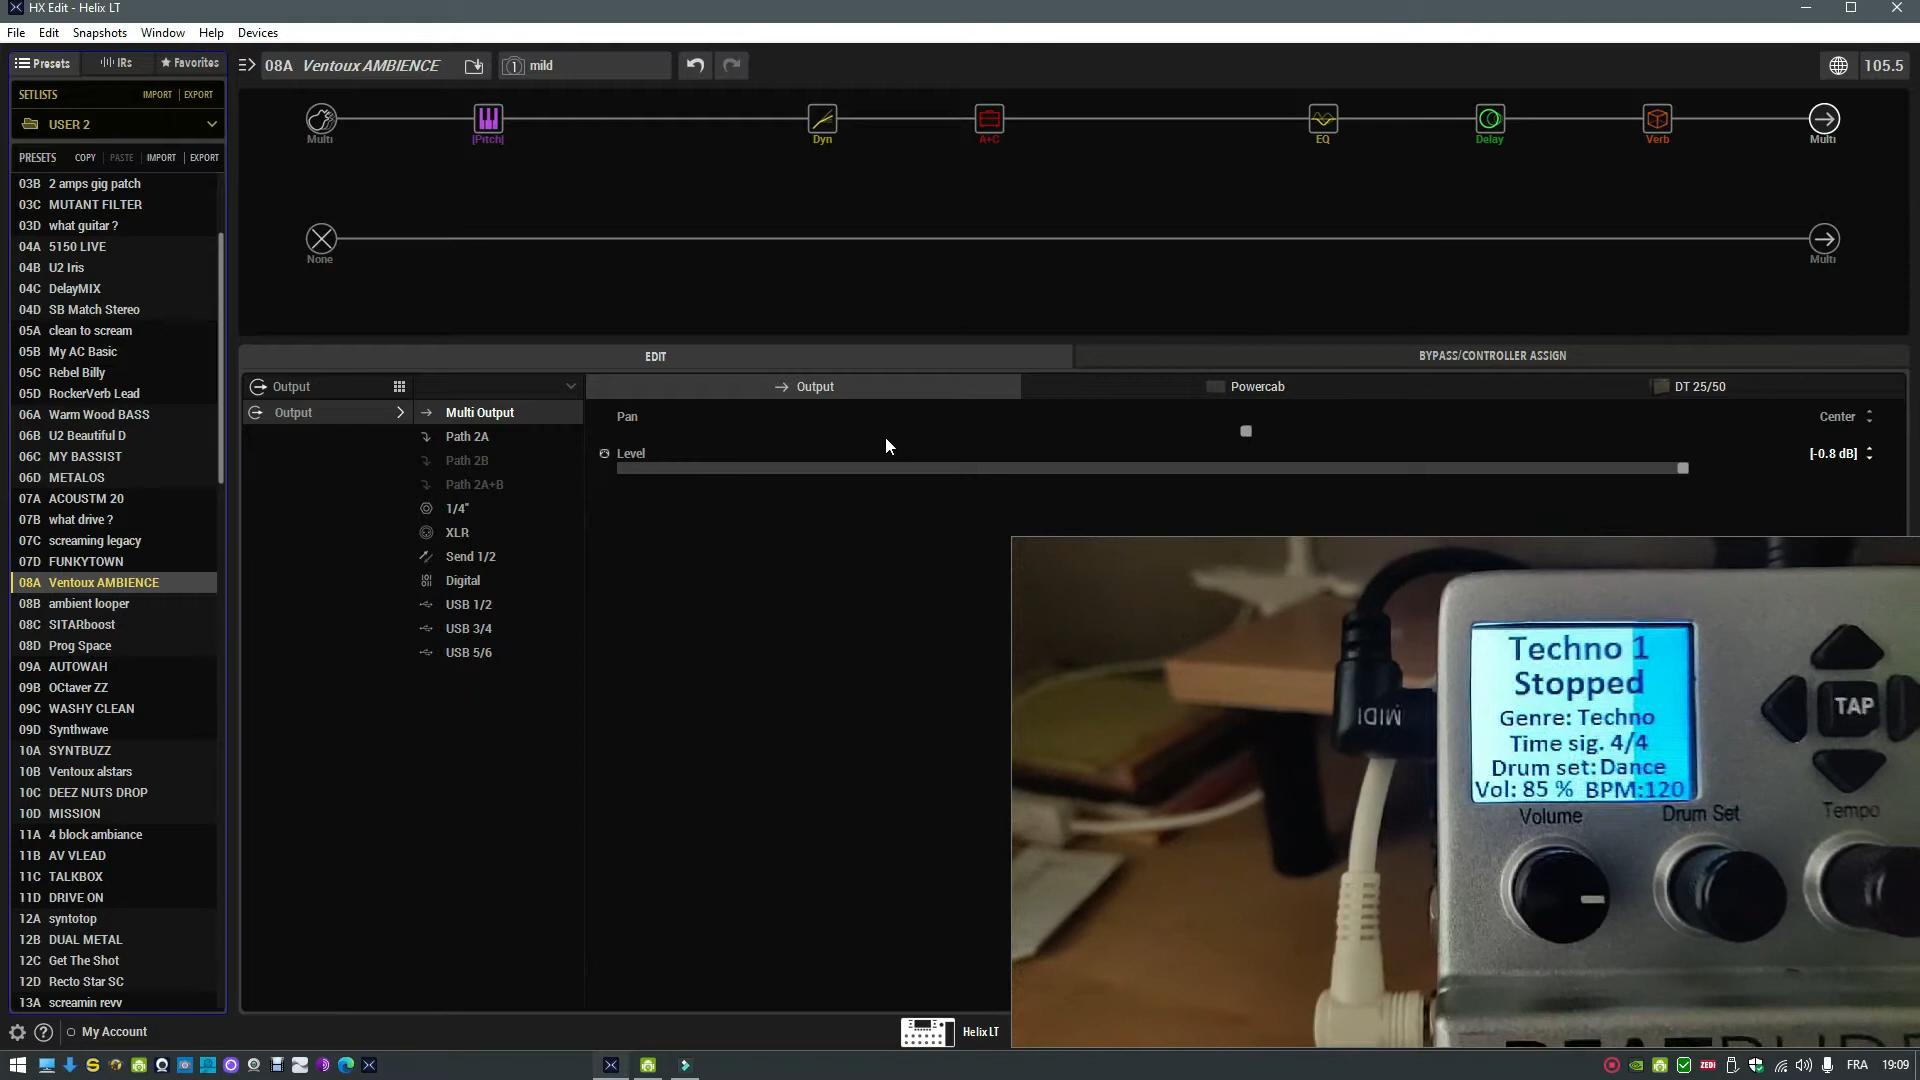 HX Edit - Helix LT
File Edit Snapshots Window Help Devices
Presets IRs Favorites
08A Ventoux AMBIENCE
1 mild
105.5
SETLISTS IMPORT | EXPORT
USER 2
PRESETS COPY PASTE IMPORT | EXPORT
03B 2 amps gig patch
03C MUTANT FILTER
03D what guitar ?
04A 5150 LIVE
04B U2 Iris
04C DelayMIX
04D SB Match Stereo
05A clean to scream
05B My AC Basic
05C Rebel Billy
05D RockerVerb Lead
06A Warm Wood BASS
06B U2 Beautiful D
06C MY BASSIST
06D METALOS
07A ACOUSTM 20
07B what drive ?
07C screaming legacy
07D FUNKYTOWN
08A Ventoux AMBIENCE
08B ambient looper
08C SITARboost
08D Prog Space
09A AUTOWAH
09B OCtaver ZZ
09C WASHY CLEAN
09D Synthwave
10A SYNTBUZZ
10B Ventoux alstars
10C DEEZ NUTS DROP
10D MISSION
11A 4 block ambiance
11B AV VLEAD
11C TALKBOX
11D DRIVE ON
12A syntotop
12B DUAL METAL
12C Get The Shot
12D Recto Star SC
13A screamin revv
My Account
Multi |Pitch| Dyn A+C EQ Delay Verb Multi
None Multi
EDIT BYPASS/CONTROLLER ASSIGN
Output
Output
Multi Output
Path 2A
Path 2B
Path 2A+B
1/4"
XLR
Send 1/2
Digital
USB 1/2
USB 3/4
USB 5/6
Output Powercab DT 25/50
Pan Center
Level [-0.8 dB]
MIDI
Techno 1
Stopped
Genre: Techno
Time sig. 4/4
Drum set:Dance
Vol: 85 % BPM:120
TAP
Volume Drum Set Tempo
Helix LT
ZEDI
FRA 19:09